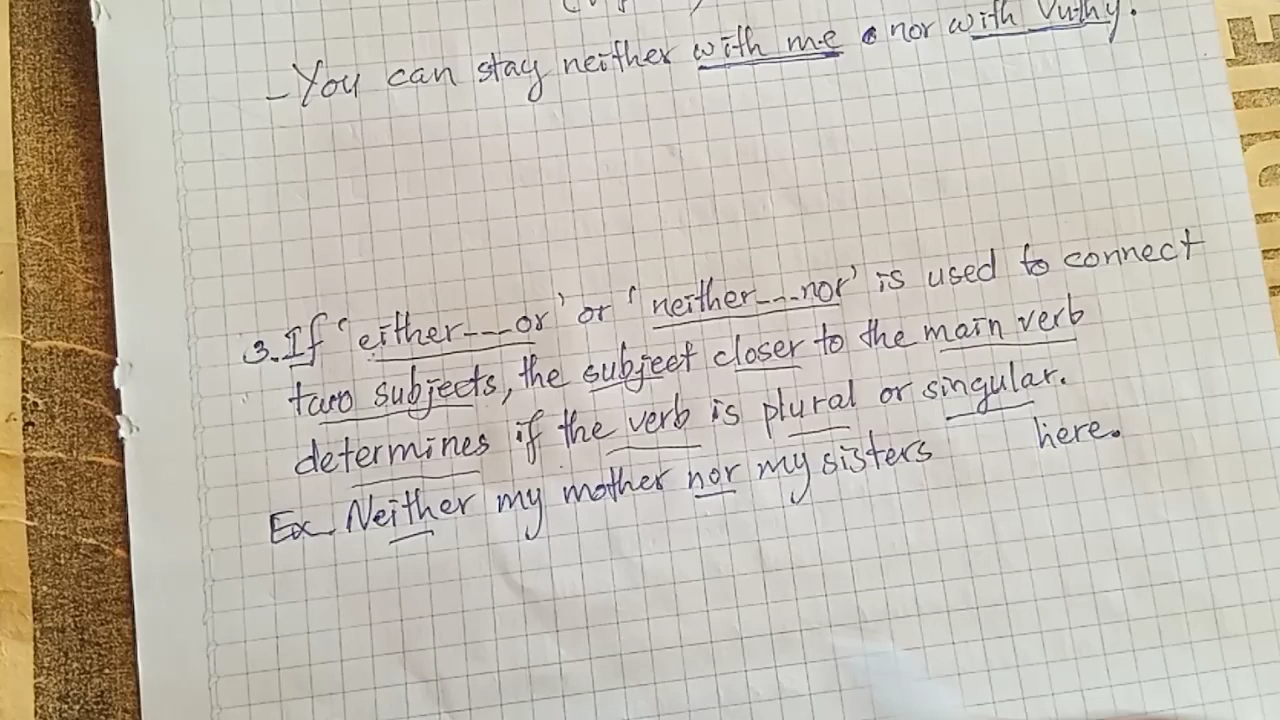 - You can stay neither with me nor with Vuthy.
3. If 'either---or' or 'neither---nor' is used to connect
two subjects, the subject closer to the main verb
determines if the verb is plural or singular.
Ex. Neither my mother nor my sisters here.